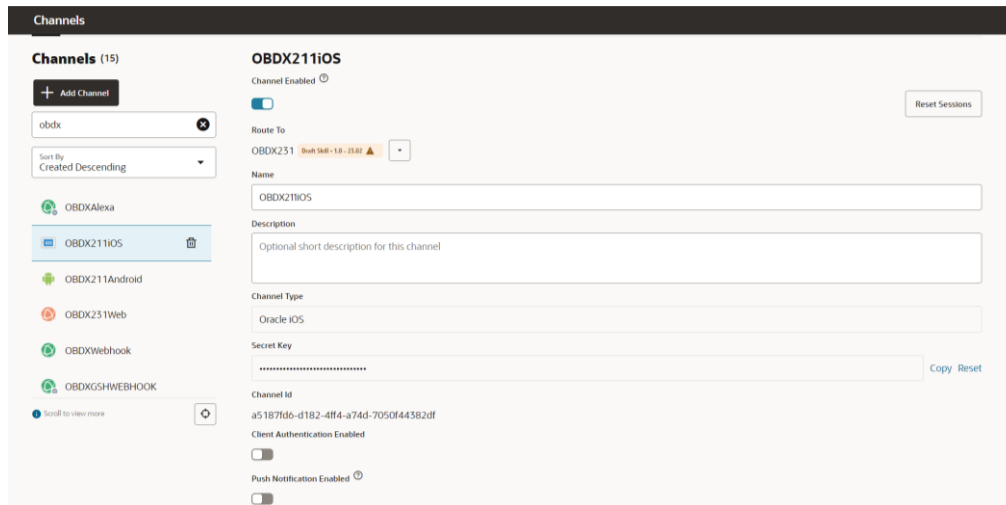 Channels
Channels (15)
+ Add Channel
obdx
Sort By
Created Descending
OBDXAlexa
OBDX211iOS
OBDX211Android
OBDX231Web
OBDXWebhook
OBDXGSHWEBHOOK
Scroll to view more
OBDX211iOS
Channel Enabled
Reset Sessions
Route To
OBDX231 Draft Skill - 1.0 - 23.02
Name
OBDX211iOS
Description
Optional short description for this channel
Channel Type
Oracle iOS
Secret Key
Copy Reset
Channel Id
a5187fd6-d182-4ff4-a74d-7050f44382df
Client Authentication Enabled
Push Notification Enabled